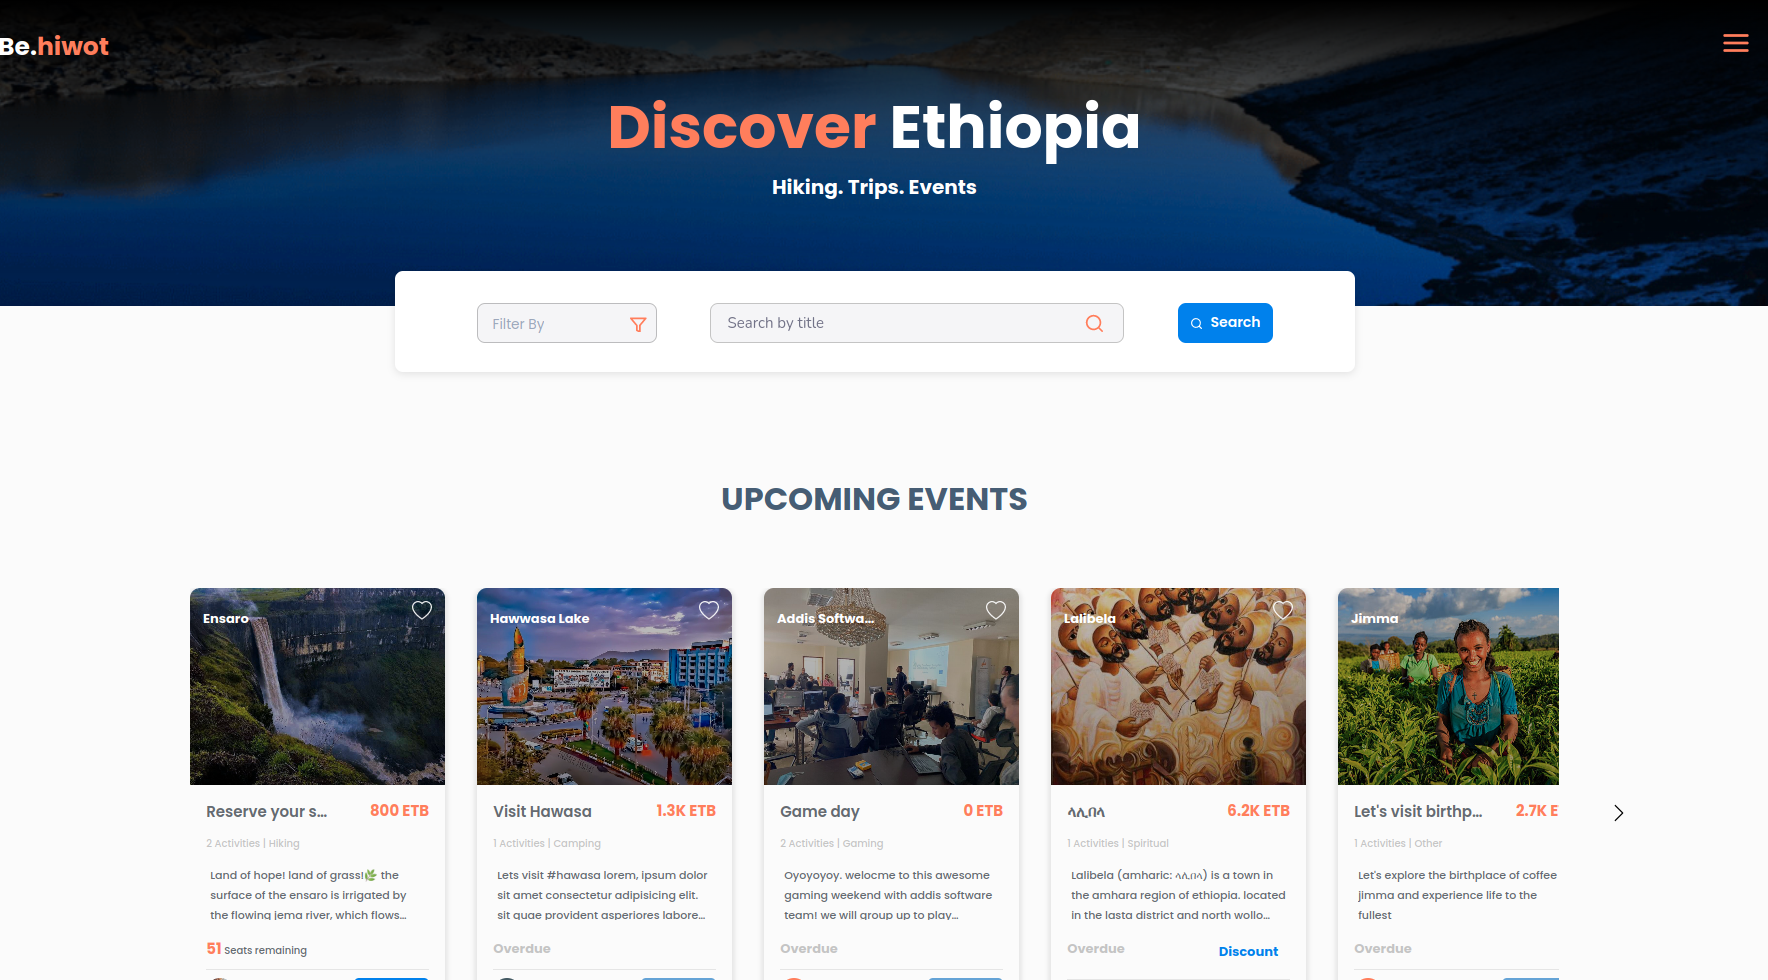 Be.hiwot
Discover Ethiopia
Hiking. Trips. Events
Filter By
Search by title
Search
UPCOMING EVENTS
Ensaro
Reserve your s...
800 ETB
2 Activities | Hiking
Land of hope! land of grass!🌿 the
surface of the ensaro is irrigated by
the flowing jema river, which flows...
51 Seats remaining
Hawwasa Lake
Visit Hawasa
1.3K ETB
1 Activities | Camping
Lets visit #hawasa lorem, ipsum dolor
sit amet consectetur adipisicing elit.
sit quae provident asperiores labore...
Overdue
Addis Softwa...
Game day
0 ETB
2 Activities | Gaming
Oyoyoyoy. welocme to this awesome
gaming weekend with addis software
team! we will group up to play...
Overdue
Lalibela
ላሊበላ
6.2K ETB
1 Activities | Spiritual
Lalibela (amharic: ላሊበላ) is a town in
the amhara region of ethiopia. located
in the lasta district and north wollo...
Overdue
Discount
Jimma
Let's visit birthp...
2.7K E
1 Activities | Other
Let's explore the birthplace of coffee
jimma and experience life to the
fullest
Overdue